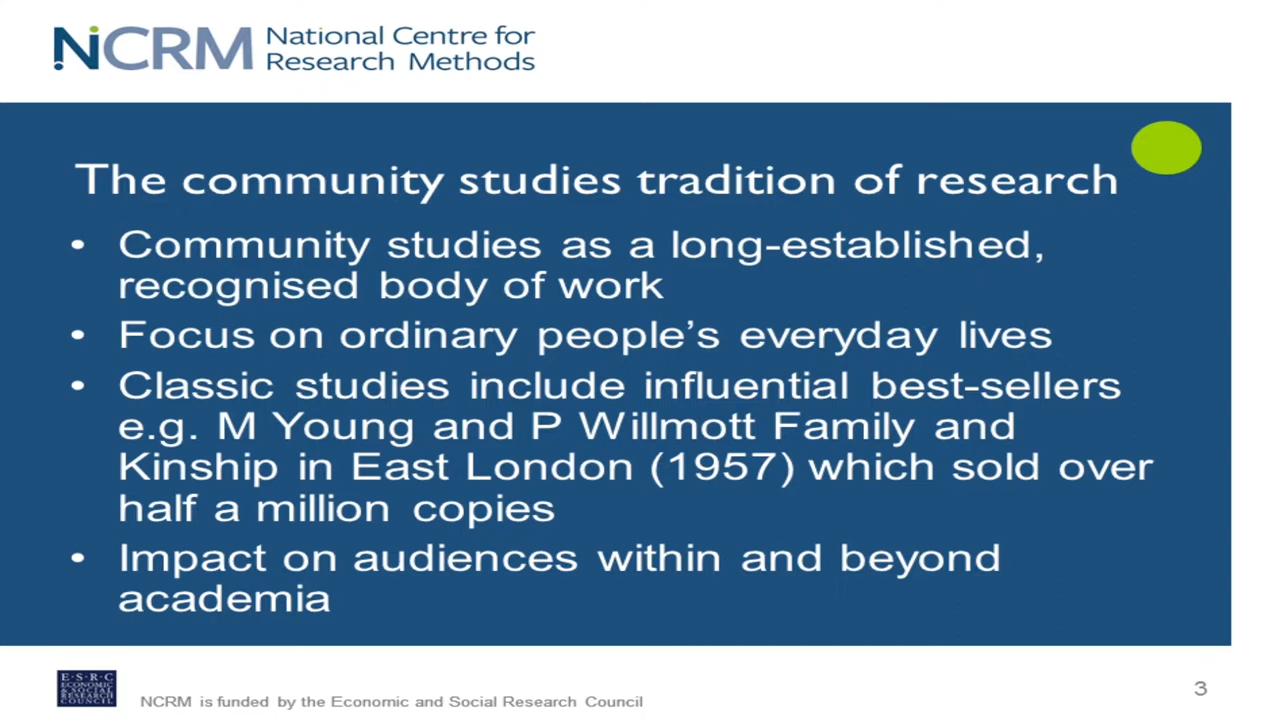 NCRM National Centre for
Research Methods
The community studies tradition of research
• Community studies as a long-established,
recognised body of work
• Focus on ordinary people's everyday lives
• Classic studies include influential best-sellers
e.g. M Young and P Willmott Family and
Kinship in East London (1957) which sold over
half a million copies
• Impact on audiences within and beyond
academia
E·S·R·C
ECONOMIC
& SOCIAL
RESEARCH
COUNCIL
NCRM is funded by the Economic and Social Research Council
3